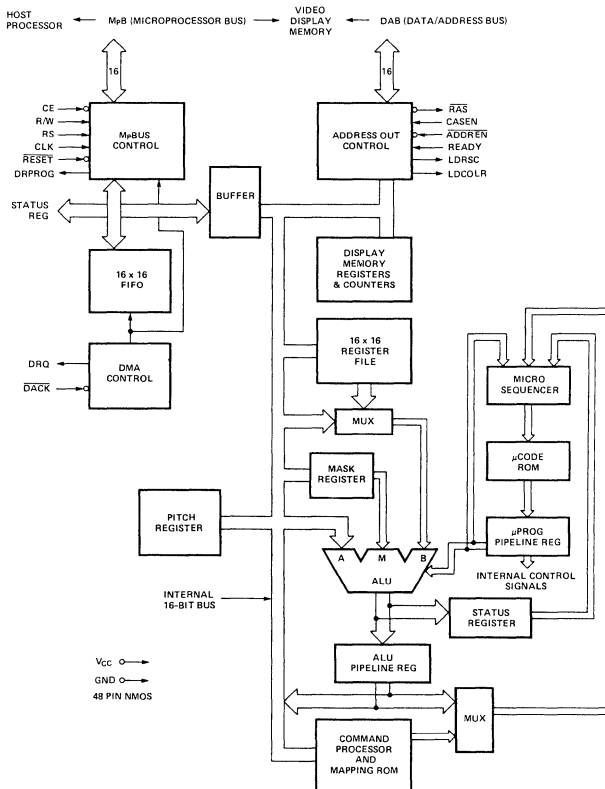 HOST
PROCESSOR
MpB (MICROPROCESSOR BUS)
VIDEO
DISPLAY
MEMORY
DAB (DATA/ADDRESS BUS)
16
16
CE
R/W
RS
CLK
RESET
DRPROG
MpBUS
CONTROL
ADDRESS OUT
CONTROL
RAS
CASEN
ADDREN
READY
LDRSC
LDCOLR
STATUS
REG
BUFFER
16 x 16
FIFO
DISPLAY
MEMORY
REGISTERS
& COUNTERS
DRQ
DACK
DMA
CONTROL
16 x 16
REGISTER
FILE
MICRO
SEQUENCER
MUX
MASK
REGISTER
μCODE
ROM
PITCH
REGISTER
μPROG
PIPELINE REG
A
M
B
ALU
INTERNAL CONTROL
SIGNALS
INTERNAL
16-BIT BUS
STATUS
REGISTER
ALU
PIPELINE REG
VCC
GND
48 PIN NMOS
MUX
COMMAND
PROCESSOR
AND
MAPPING ROM